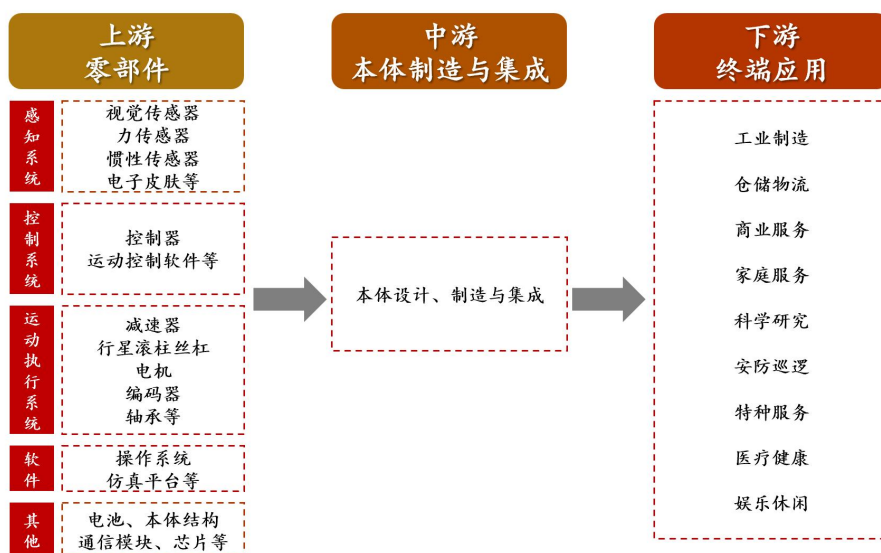 上游
零部件
中游
本体制造与集成
下游
终端应用
感知系统
视觉传感器
力传感器
惯性传感器
电子皮肤等
控制系统
控制器
运动控制软件等
运动执行系统
减速器
行星滚柱丝杠
电机
编码器
轴承等
软件
操作系统
仿真平台等
其他
电池、本体结构
通信模块、芯片等
本体设计、制造与集成
工业制造
仓储物流
商业服务
家庭服务
科学研究
安防巡逻
特种服务
医疗健康
娱乐休闲